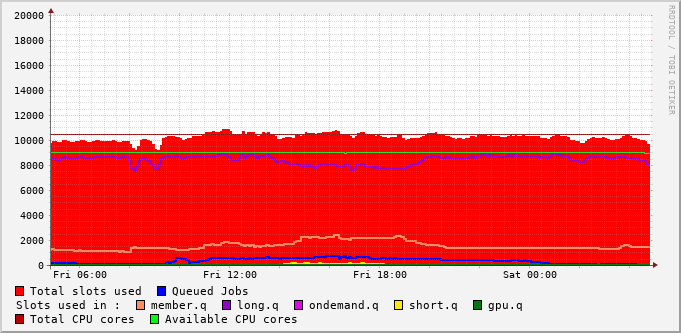 20000
18000
16000
14000
12000
10000
8000
6000
4000
2000
0
Fri 06:00 Fri 12:00 Fri 18:00 Sat 00:00
Total slots used Queued Jobs
Slots used in : member.q long.q ondemand.q short.q gpu.q
Total CPU cores Available CPU cores
RRDTOOL / TOBI OETIKER